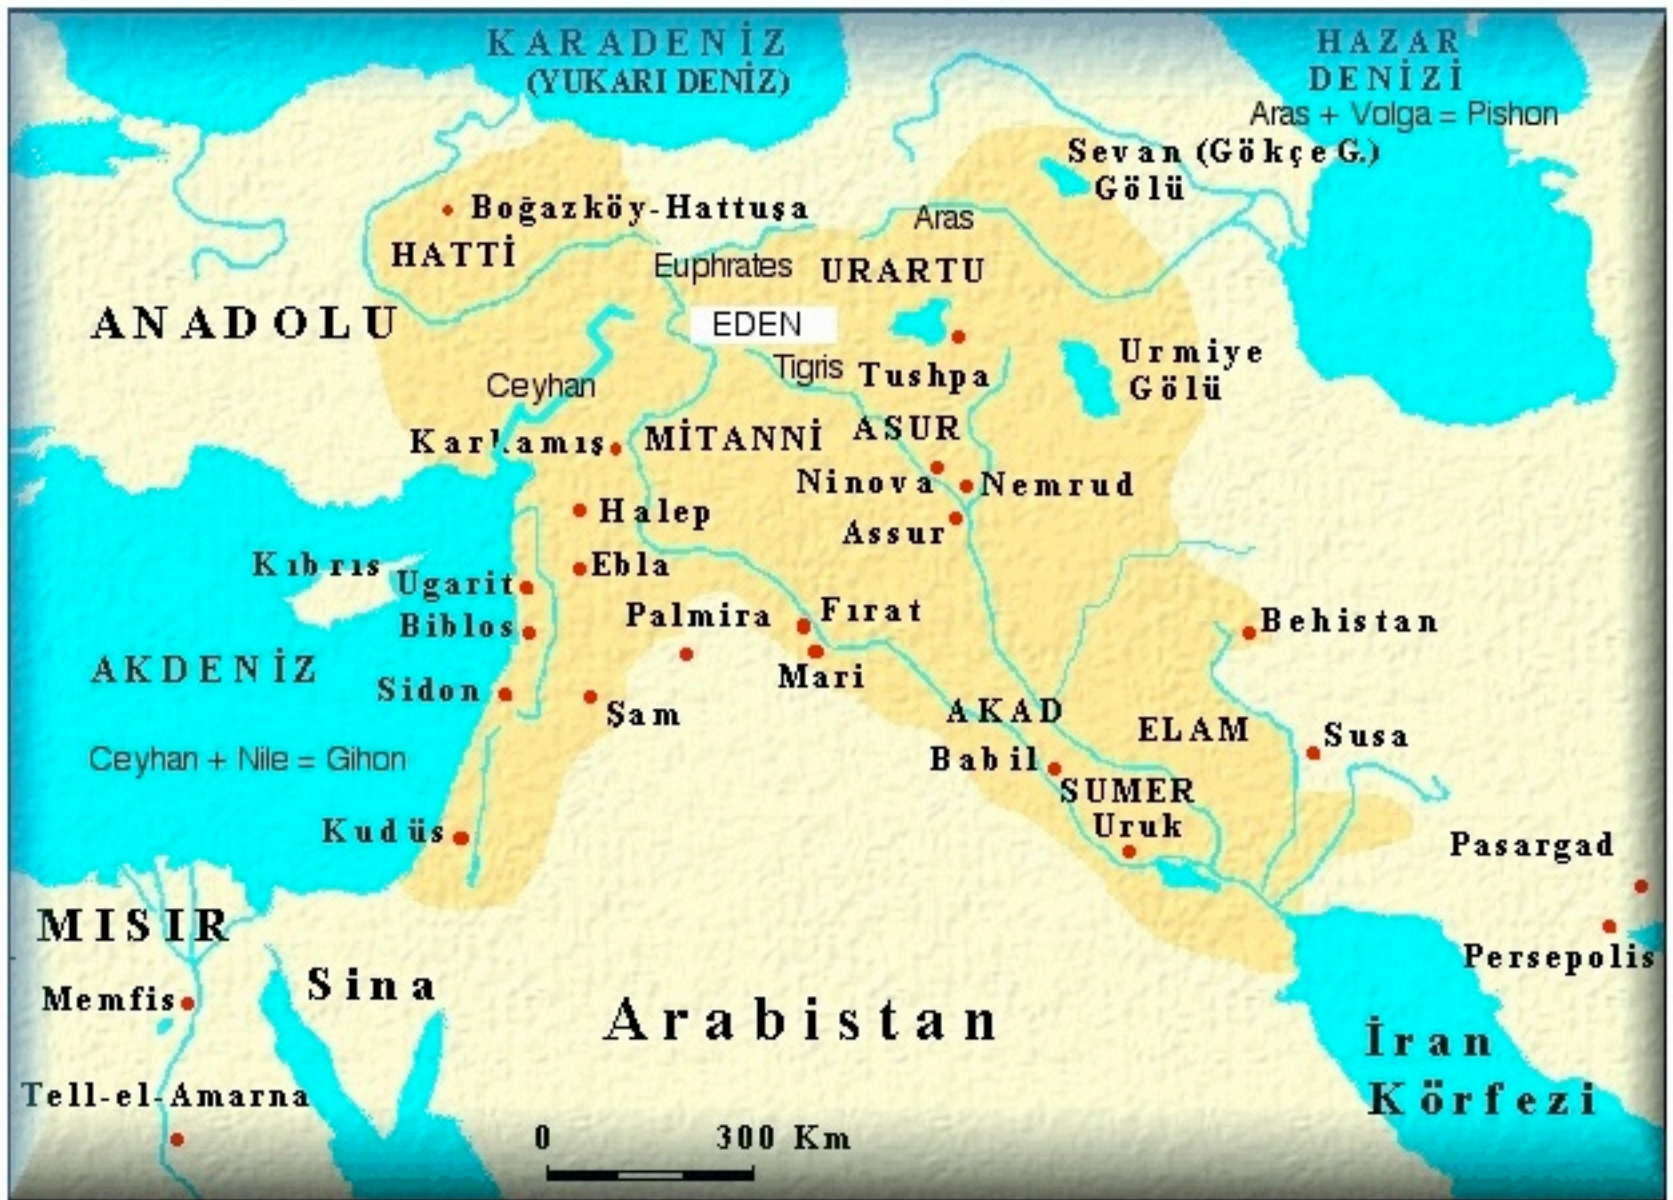 KARADENİZ
(YUKARI DENİZ)
HAZAR
DENİZİ
Aras + Volga = Pishon
Sevan (Gökçe G.)
Gölü
Boğazköy-Hattuşa
Aras
HATTİ
Euphrates
URARTU
ANADOLU
EDEN
Tigris
Tushpa
Urmiye
Gölü
Ceyhan
Karkamış
MİTANNİ
ASUR
Ninova
Nemrud
Halep
Assur
Kıbrıs
Ugarit
Ebla
Biblos
Palmira
Fırat
Behistan
AKDENİZ
Sidon
Mari
Şam
AKAD
ELAM
Susa
Ceyhan + Nile = Gihon
Babil
SUMER
Uruk
Kudüs
Pasargad
MISIR
Persepolis
Sina
Memfis
Arabistan
İran
Körfezi
Tell-el-Amarna
0 300 Km